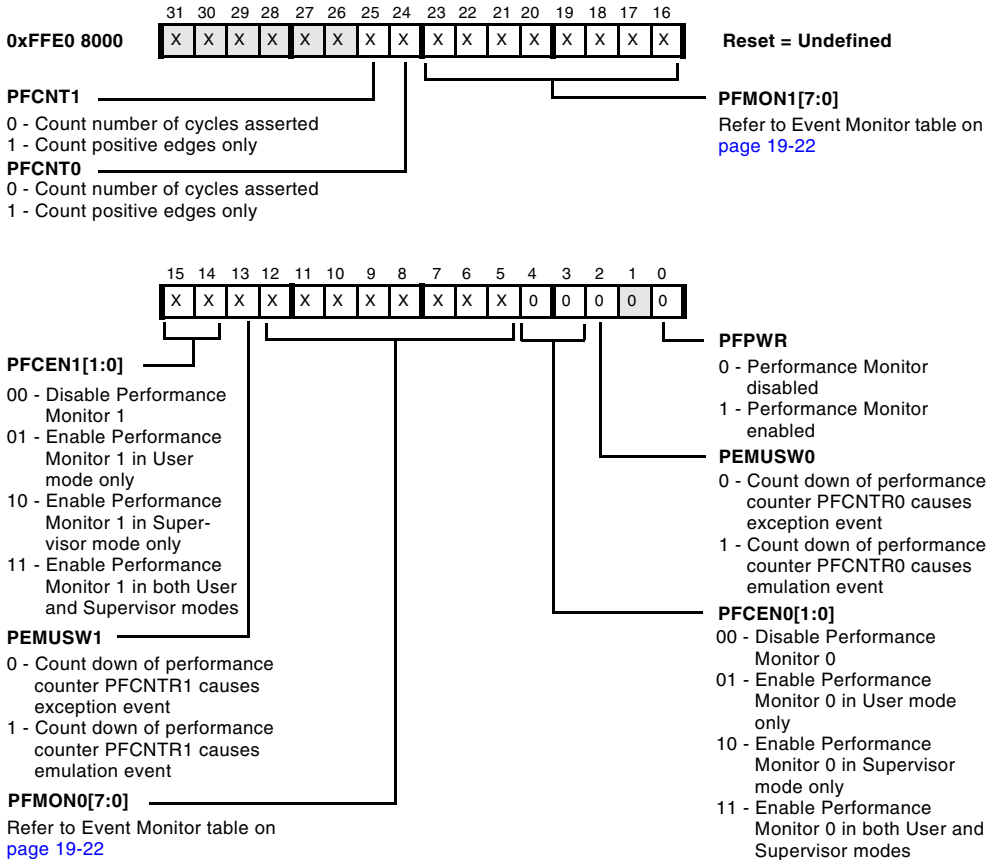 31 30 29 28 27 26 25 24 23 22 21 20 19 18 17 16
0xFFE0 8000 X X X X X X X X X X X X X X X X Reset = Undefined
PFCNT1
0 - Count number of cycles asserted
1 - Count positive edges only
PFCNT0
0 - Count number of cycles asserted
1 - Count positive edges only
PFMON1[7:0]
Refer to Event Monitor table on
page 19-22
15 14 13 12 11 10 9 8 7 6 5 4 3 2 1 0
X X X X X X X X X X X 0 0 0 0 0
PFCEN1[1:0]
00 - Disable Performance
Monitor 1
01 - Enable Performance
Monitor 1 in User
mode only
10 - Enable Performance
Monitor 1 in Super-
visor mode only
11 - Enable Performance
Monitor 1 in both User
and Supervisor modes
PEMUSW1
0 - Count down of performance
counter PFCNTR1 causes
exception event
1 - Count down of performance
counter PFCNTR1 causes
emulation event
PFMON0[7:0]
Refer to Event Monitor table on
page 19-22
PFPWR
0 - Performance Monitor
disabled
1 - Performance Monitor
enabled
PEMUSW0
0 - Count down of performance
counter PFCNTR0 causes
exception event
1 - Count down of performance
counter PFCNTR0 causes
emulation event
PFCEN0[1:0]
00 - Disable Performance
Monitor 0
01 - Enable Performance
Monitor 0 in User mode
only
10 - Enable Performance
Monitor 0 in Supervisor
mode only
11 - Enable Performance
Monitor 0 in both User and
Supervisor modes